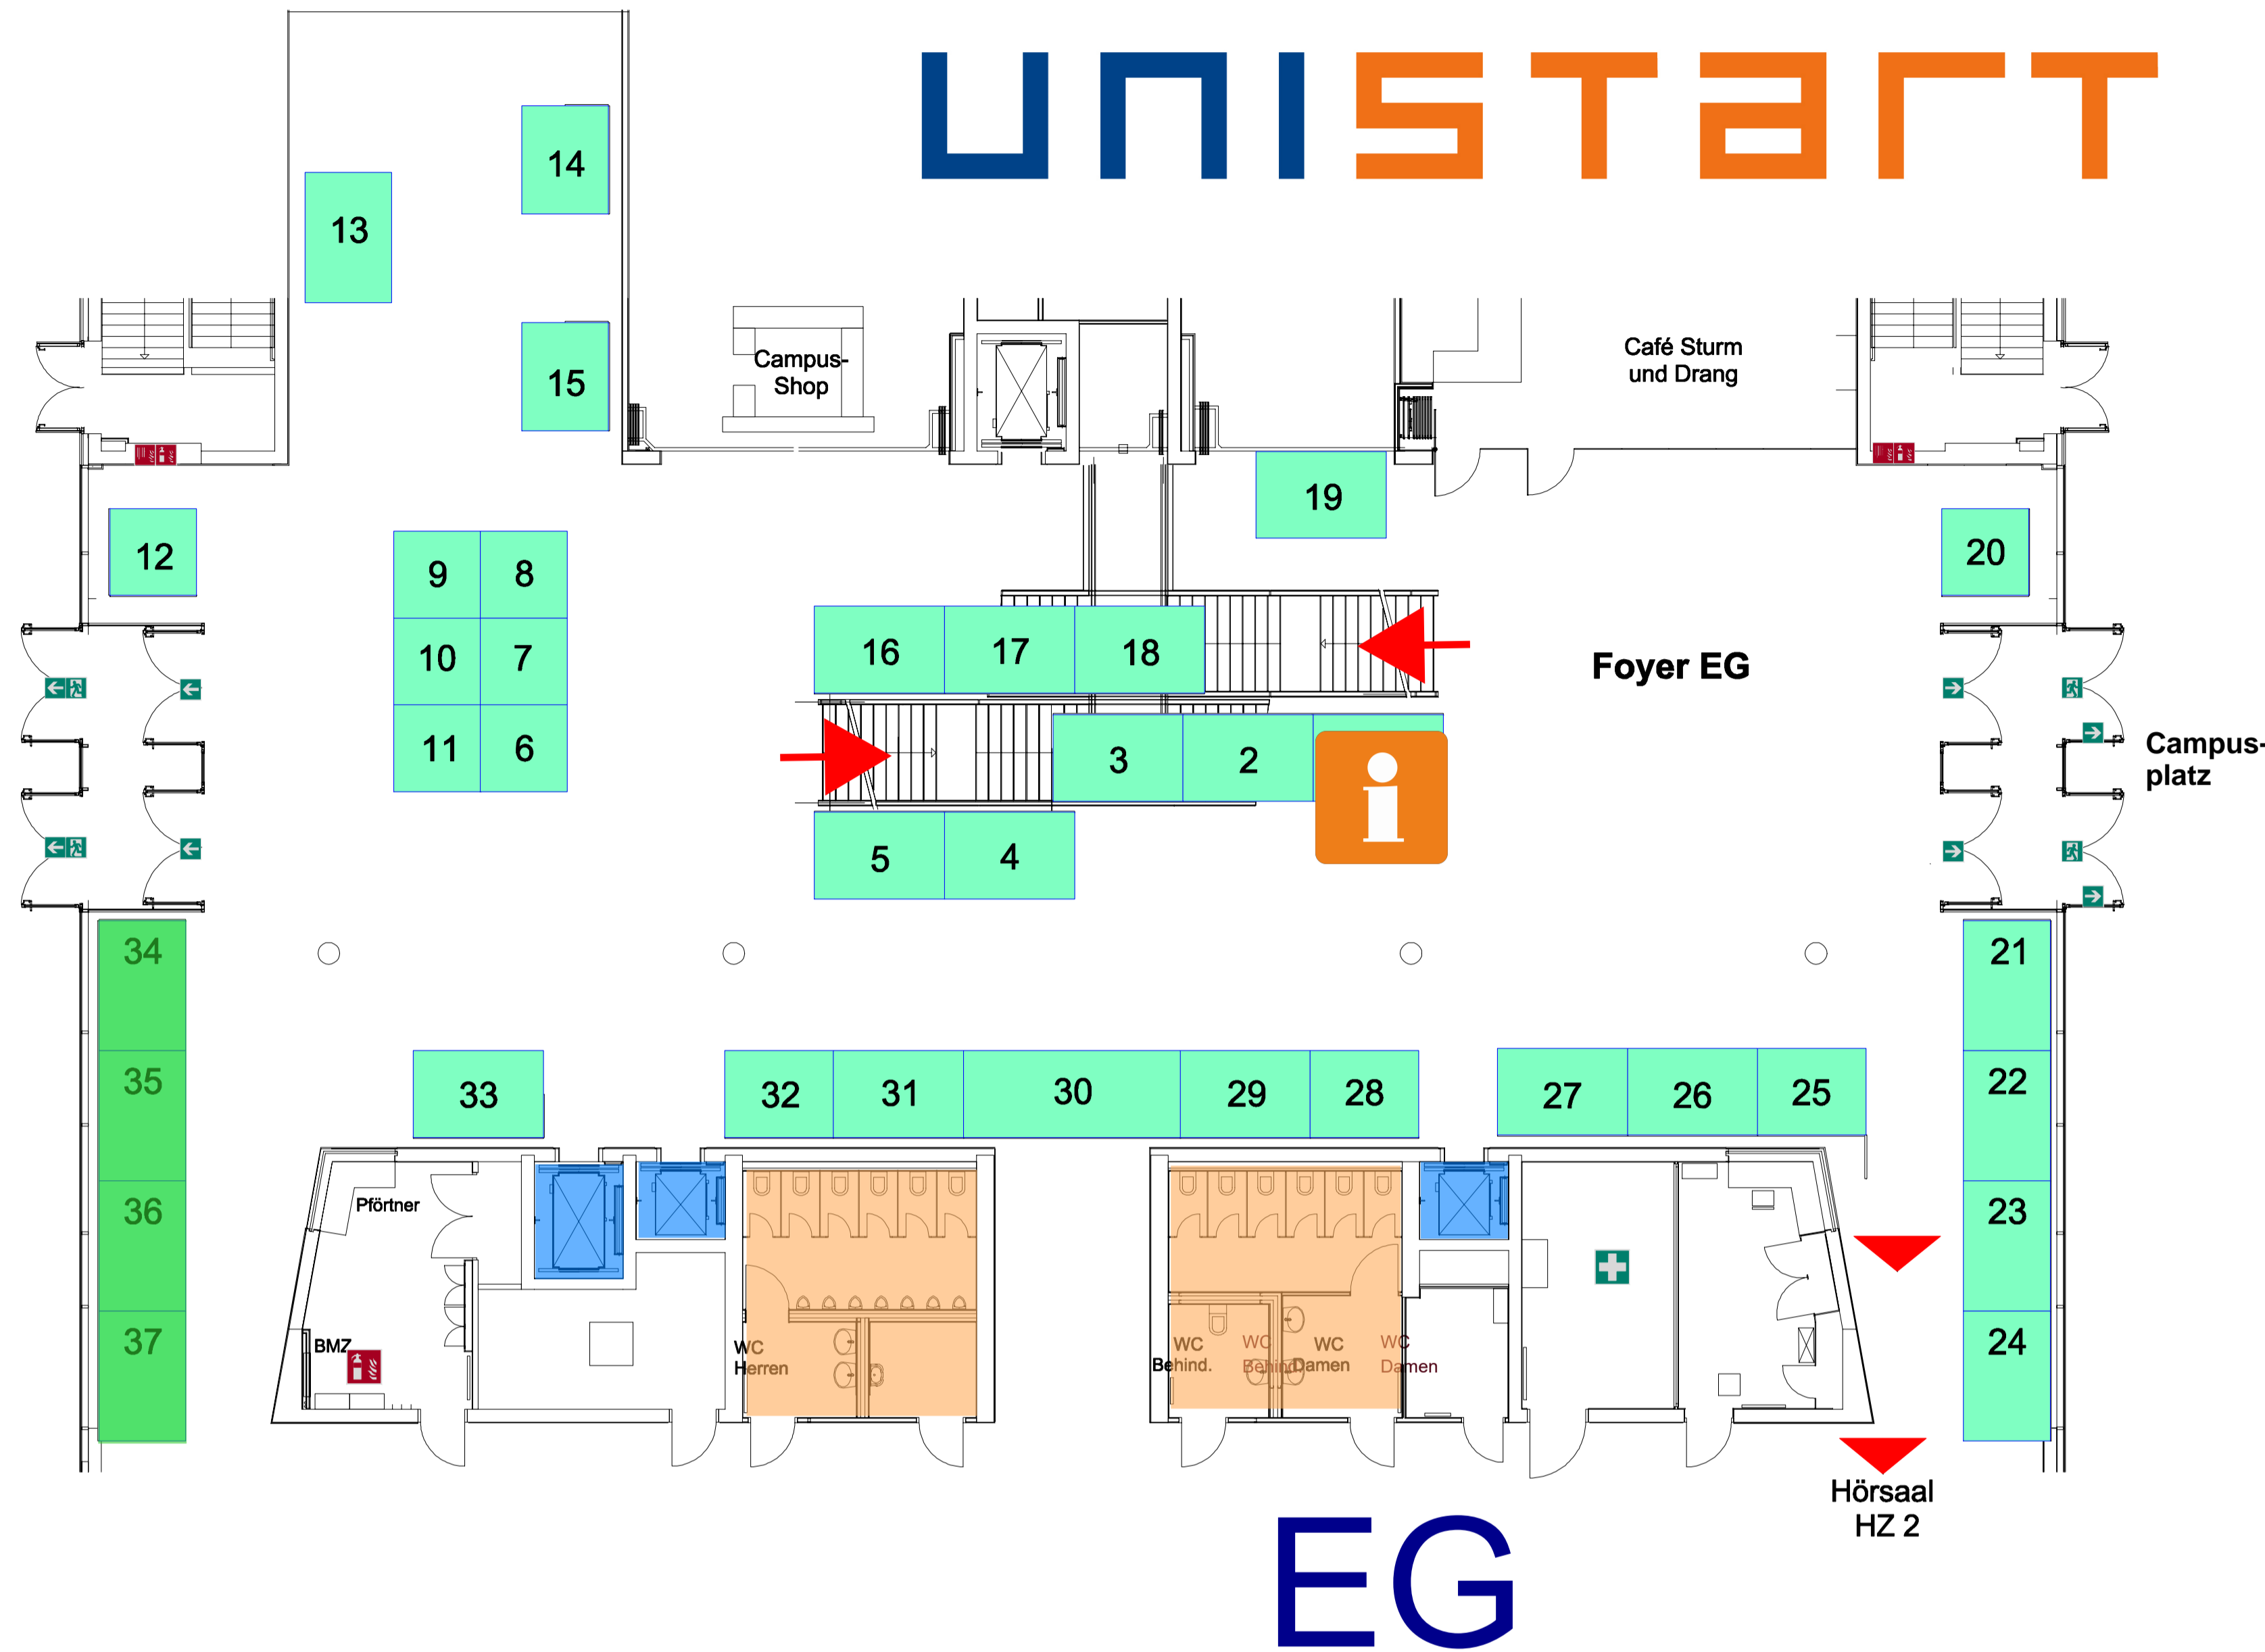 UNISTART
14
13
15
Campus-
Shop
Café Sturm
und Drang
19
12
9
8
20
10
7
16
17
18
Foyer EG
11
6
3
2
i
Campus-
platz
5
4
34
21
35
33
32
31
30
29
28
27
26
25
22
36
Pförtner
23
37
BMZ
WC
Herren
WC
Behind.
WC
Behind.
WC
Damen
WC
Damen
24
Hörsaal
HZ 2
EG